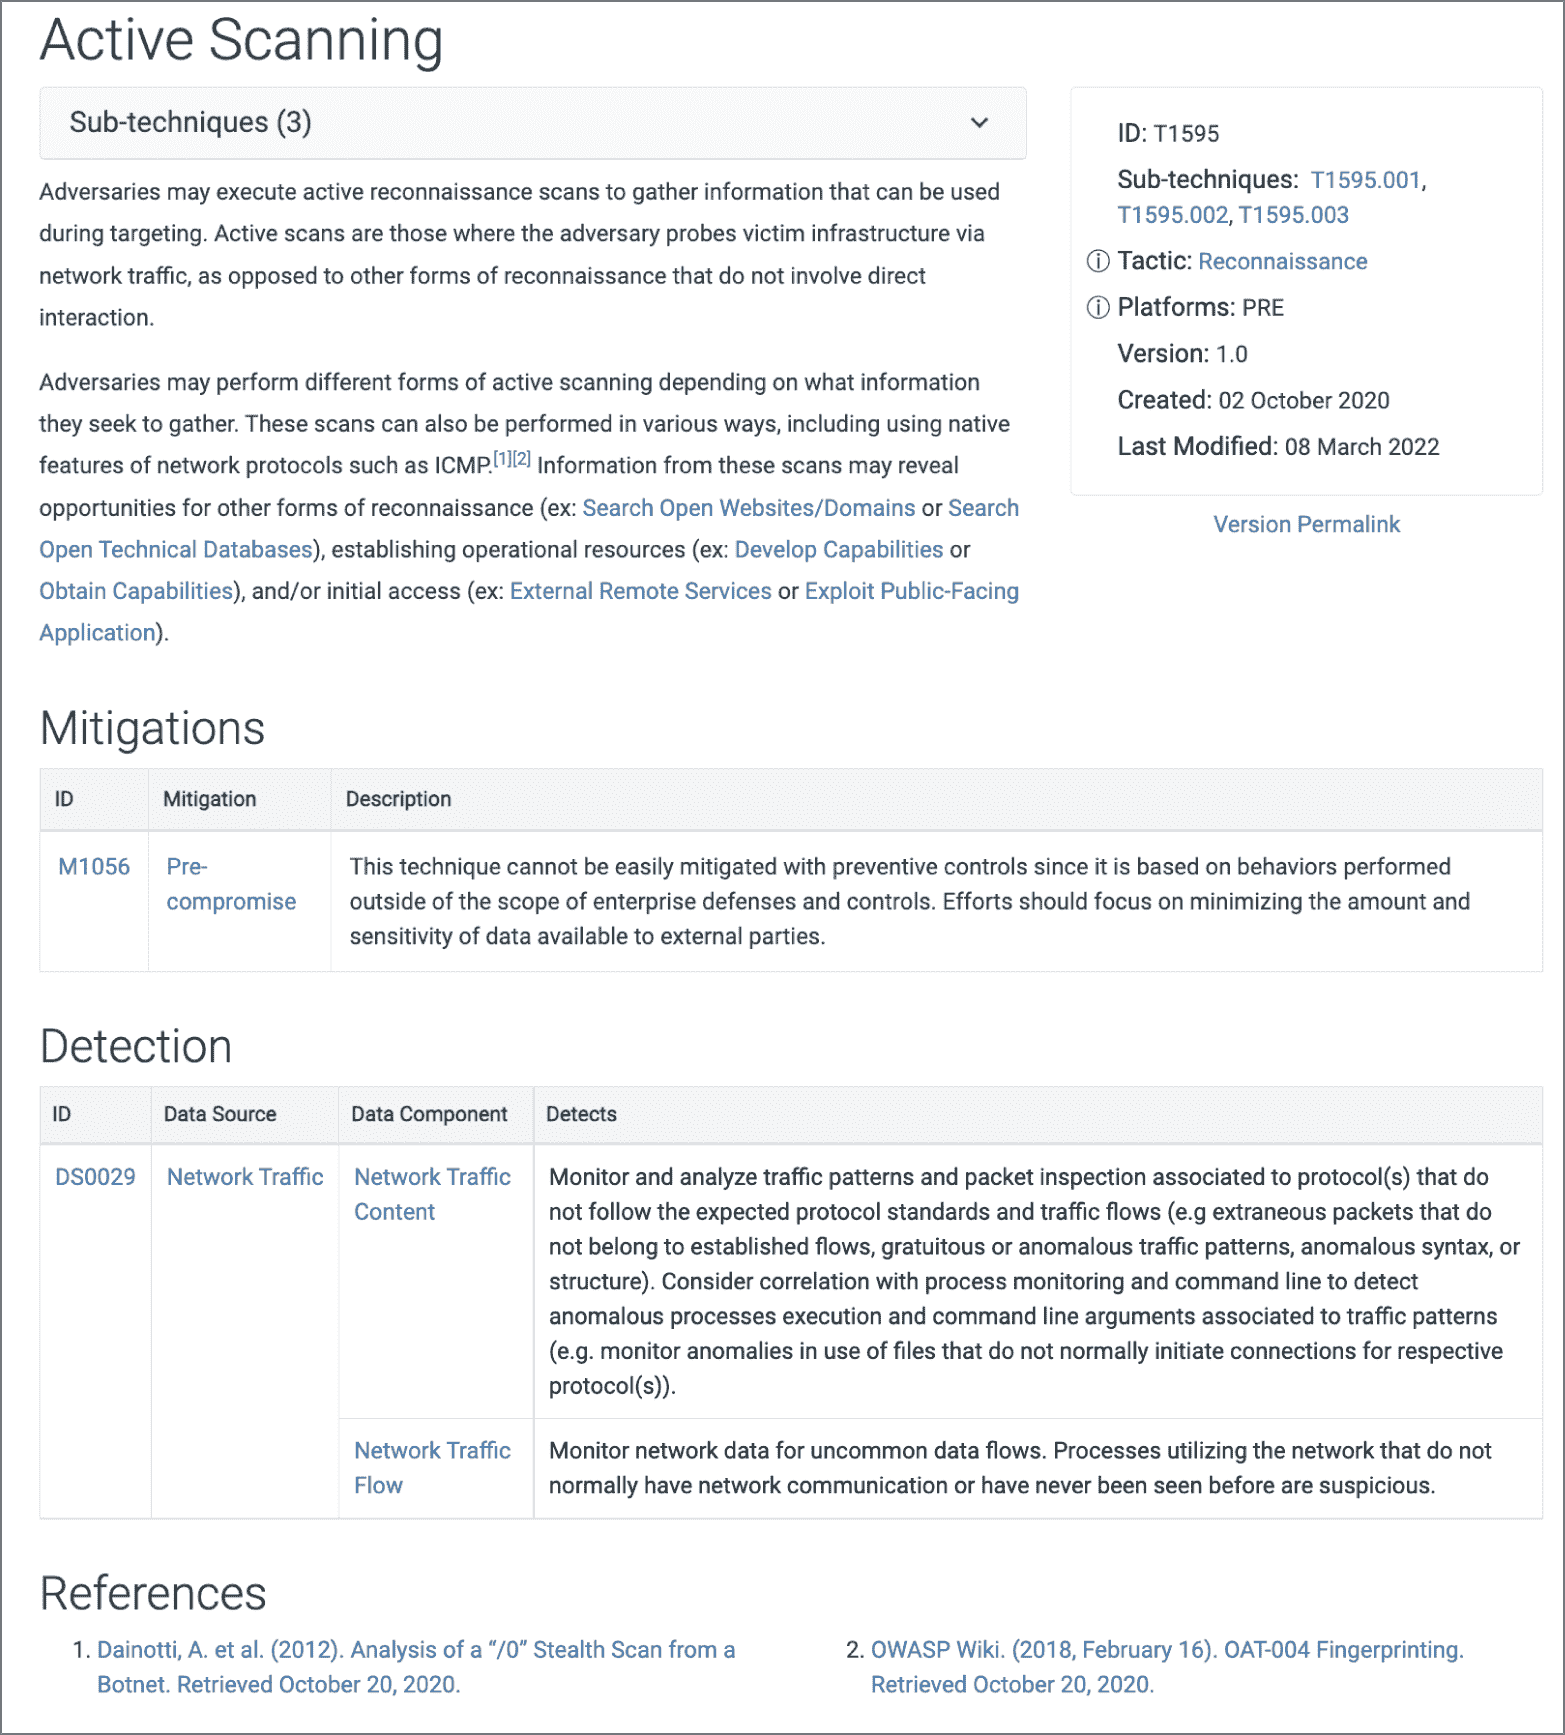 Active Scanning
Sub-techniques (3)
Adversaries may execute active reconnaissance scans to gather information that can be used
during targeting. Active scans are those where the adversary probes victim infrastructure via
network traffic, as opposed to other forms of reconnaissance that do not involve direct
interaction.
Adversaries may perform different forms of active scanning depending on what information
they seek to gather. These scans can also be performed in various ways, including using native
features of network protocols such as ICMP.[1][2] Information from these scans may reveal
opportunities for other forms of reconnaissance (ex: Search Open Websites/Domains or Search
Open Technical Databases), establishing operational resources (ex: Develop Capabilities or
Obtain Capabilities), and/or initial access (ex: External Remote Services or Exploit Public-Facing
Application).
ID: T1595
Sub-techniques: T1595.001,
T1595.002, T1595.003
Tactic: Reconnaissance
Platforms: PRE
Version: 1.0
Created: 02 October 2020
Last Modified: 08 March 2022
Version Permalink
Mitigations
ID Mitigation Description
M1056 Pre-
compromise
This technique cannot be easily mitigated with preventive controls since it is based on behaviors performed
outside of the scope of enterprise defenses and controls. Efforts should focus on minimizing the amount and
sensitivity of data available to external parties.
Detection
ID Data Source Data Component Detects
DS0029 Network Traffic
Network Traffic
Content
Monitor and analyze traffic patterns and packet inspection associated to protocol(s) that do
not follow the expected protocol standards and traffic flows (e.g extraneous packets that do
not belong to established flows, gratuitous or anomalous traffic patterns, anomalous syntax, or
structure). Consider correlation with process monitoring and command line to detect
anomalous processes execution and command line arguments associated to traffic patterns
(e.g. monitor anomalies in use of files that do not normally initiate connections for respective
protocol(s)).
Network Traffic
Flow
Monitor network data for uncommon data flows. Processes utilizing the network that do not
normally have network communication or have never been seen before are suspicious.
References
1. Dainotti, A. et al. (2012). Analysis of a “/0” Stealth Scan from a
Botnet. Retrieved October 20, 2020.
2. OWASP Wiki. (2018, February 16). OAT-004 Fingerprinting.
Retrieved October 20, 2020.